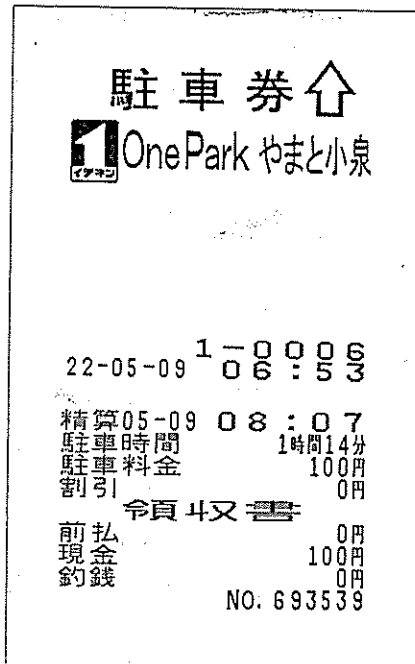 駐車券⇧
1 イチネン OnePark やまと小泉
1-0006
22-05-09 06:53
精算05-09 08:07
駐車時間 1時間14分
駐車料金 100円
割引 0円
領収書
前払 0円
現金 100円
釣銭 0円
NO. 693539